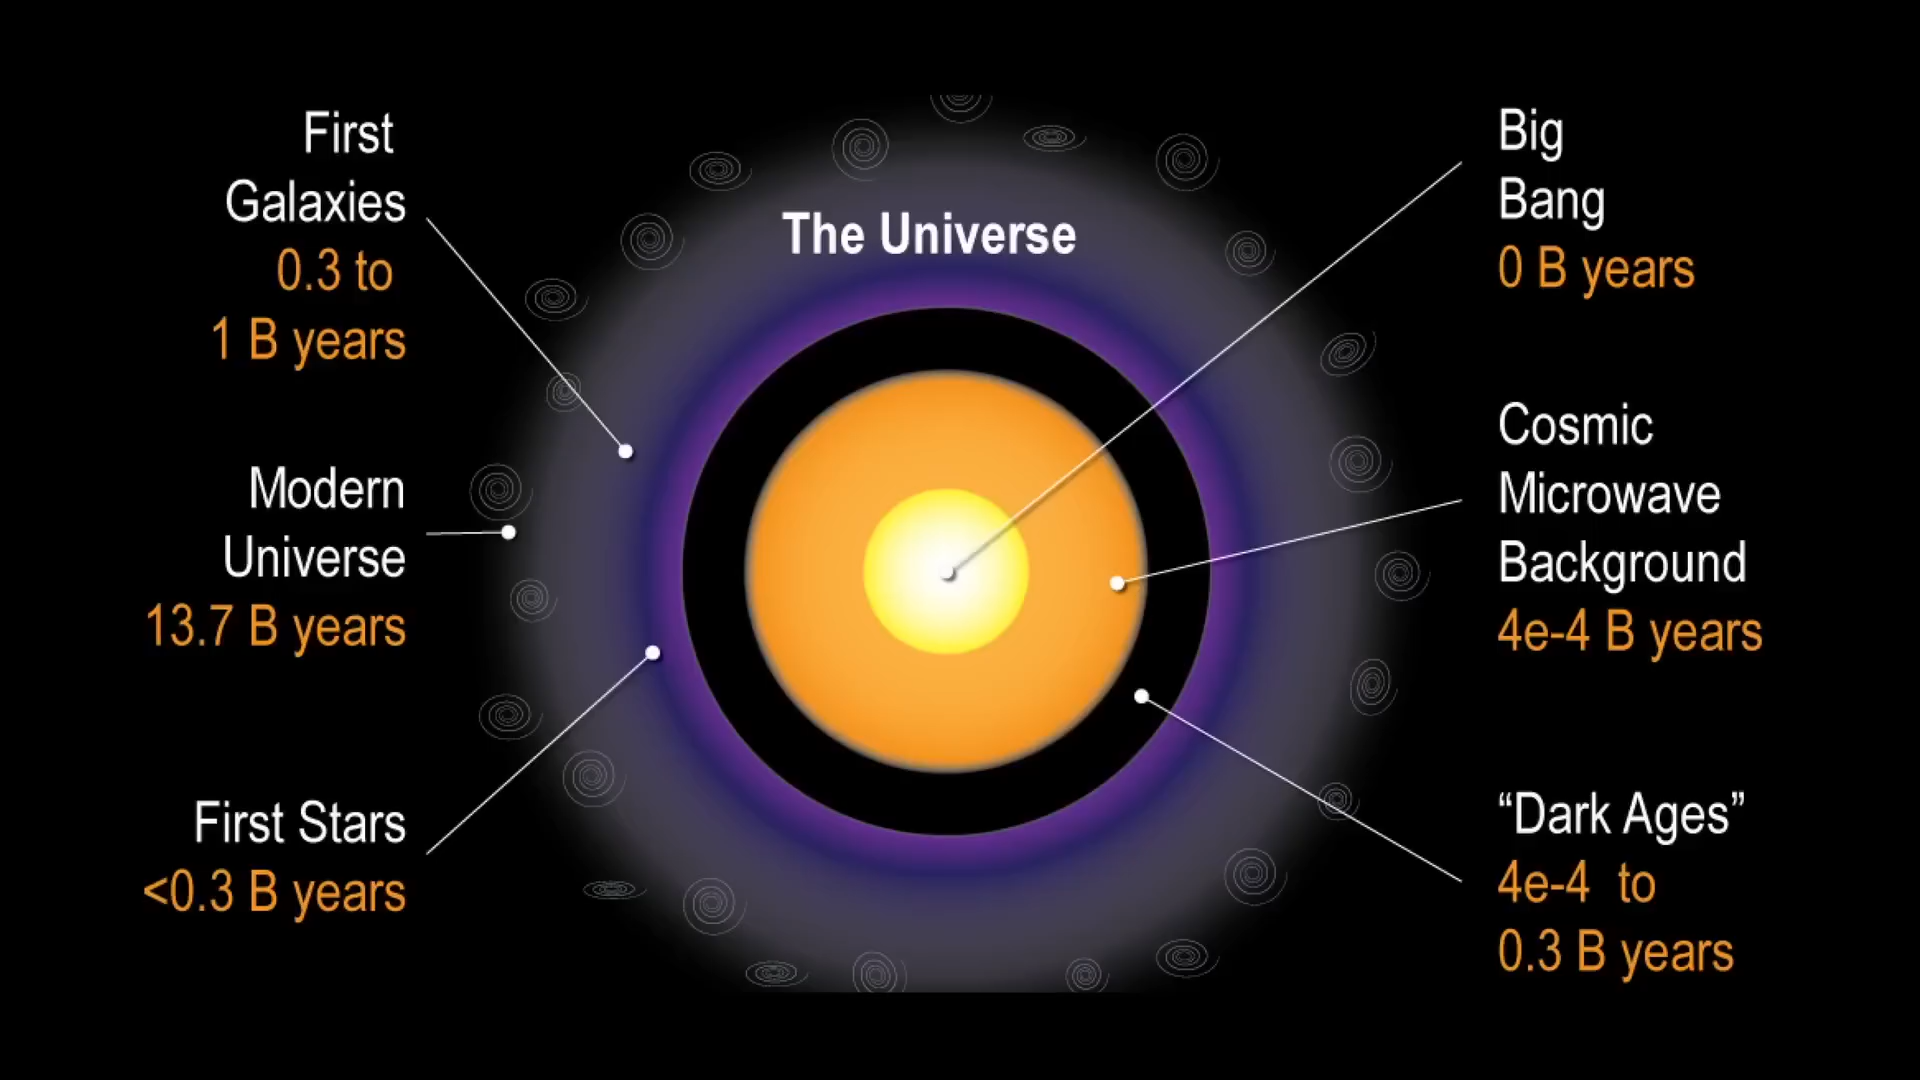 The Universe
First
Galaxies
0.3 to
1 B years
Modern
Universe
13.7 B years
First Stars
<0.3 B years
Big
Bang
0 B years
Cosmic
Microwave
Background
4e-4 B years
“Dark Ages”
4e-4 to
0.3 B years